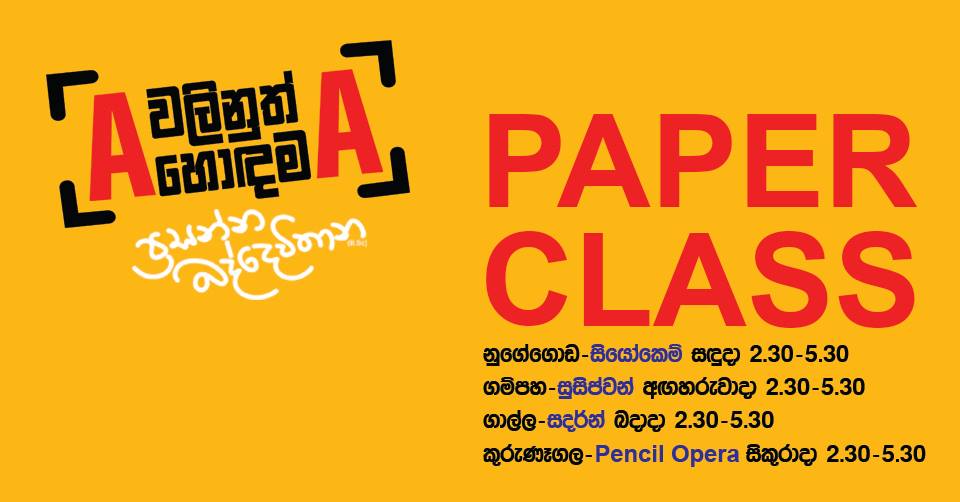 A වලිනුත් A
හොඳම
ප්‍රසන්න
බද්දෙවිතාන
(B.Sc)
PAPER
CLASS
නුගේගොඩ-සියෝකෙම් සඳුදා 2.30-5.30
ගම්පහ-සුසිප්වන් අඟහරුවාදා 2.30-5.30
ගාල්ල-සදර්න් බදාදා 2.30-5.30
කුරුණෑගල-Pencil Opera සිකුරාදා 2.30-5.30